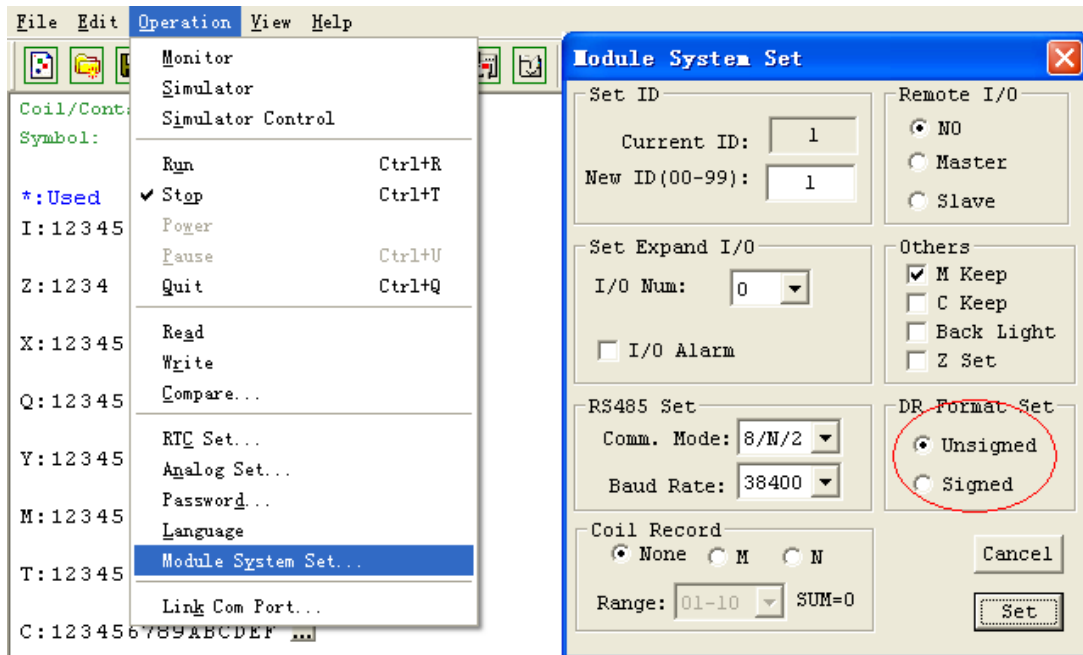 File Edit Operation View Help
Monitor
Simulator
Simulator Control
Run Ctrl+R
Stop Ctrl+T
Power
Pause Ctrl+U
Quit Ctrl+Q
Read
Write
Compare...
RTC Set...
Analog Set...
Password...
Language
Module System Set...
Link Com Port...
Coil/Cont
Symbol:
*:Used
I:12345
Z:1234
X:12345
Q:12345
Y:12345
M:12345
T:12345
C:123456789ABCDEF ...
Module System Set
Set ID
Current ID: 1
New ID(00-99): 1
Remote I/O
NO
Master
Slave
Set Expand I/O
I/O Num: 0
I/O Alarm
Others
M Keep
C Keep
Back Light
Z Set
RS485 Set
Comm. Mode: 8/N/2
Baud Rate: 38400
DR Format Set
Unsigned
Signed
Coil Record
None M N
Range: 01-10 SUM=0
Cancel
Set